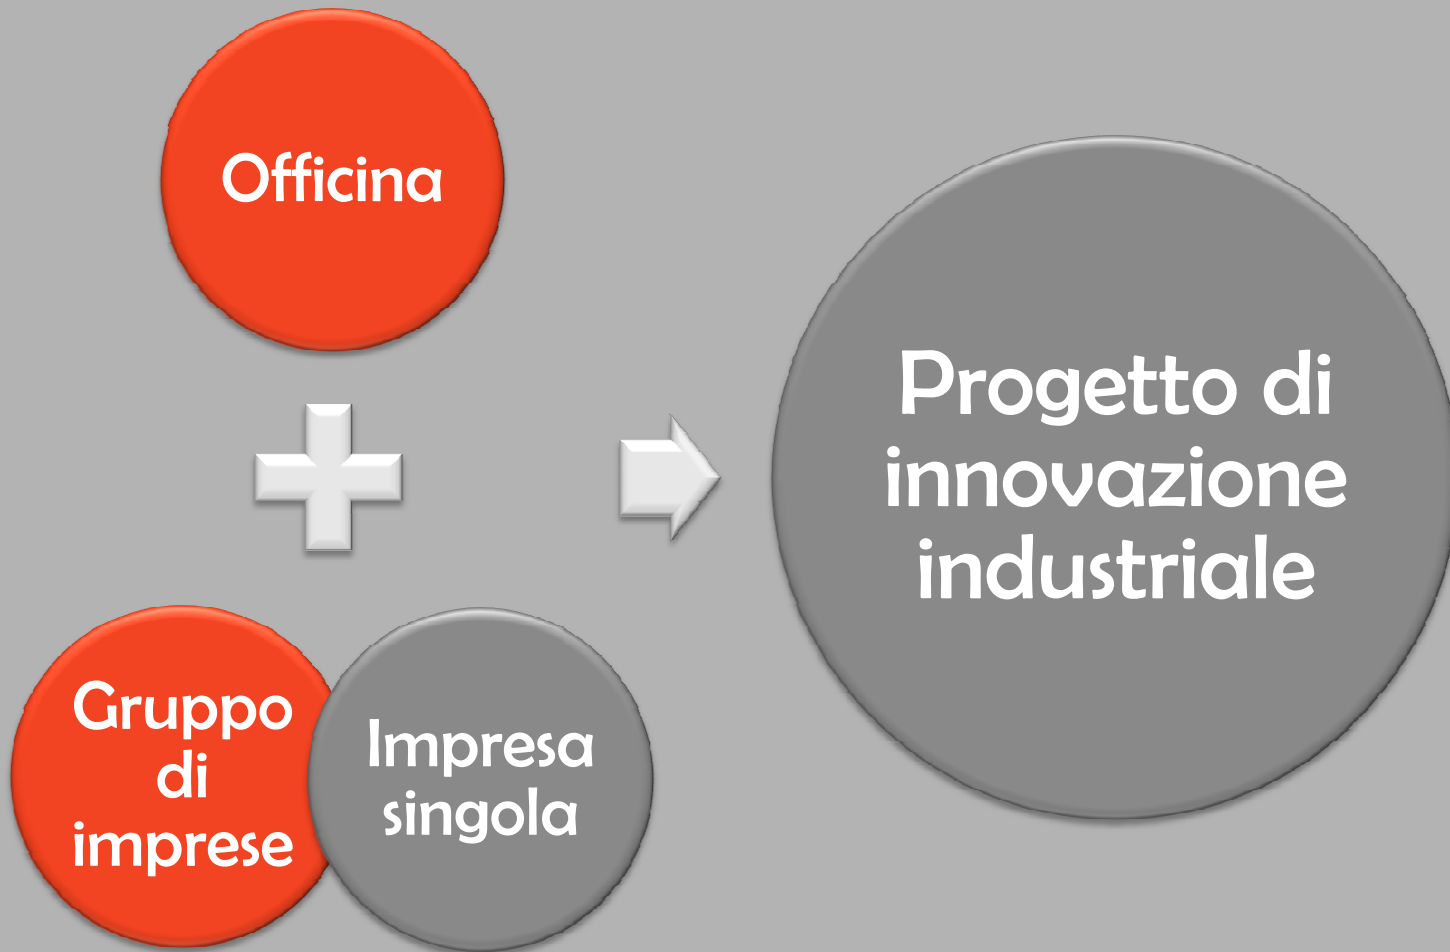 Officina
Gruppo
di
imprese
Impresa
singola
Progetto di
innovazione
industriale